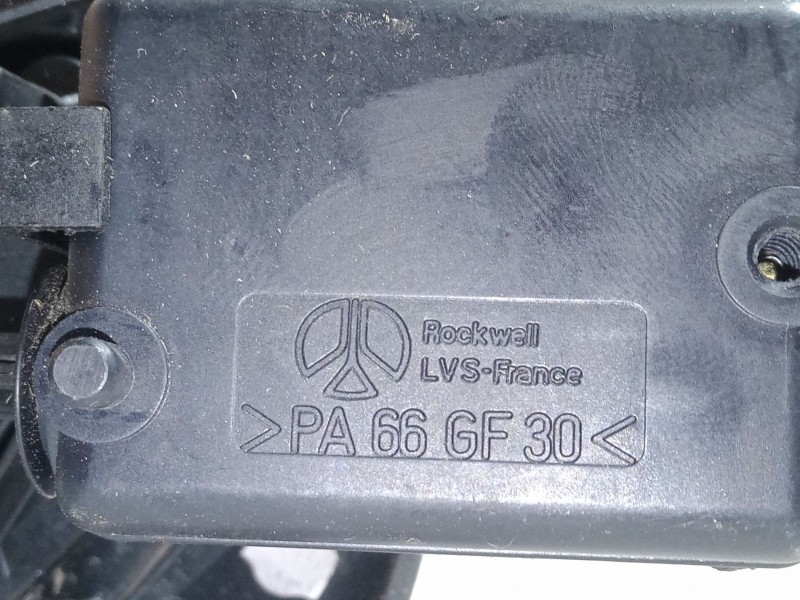 Rockwell
LVS-France
>PA 66 GF 30<